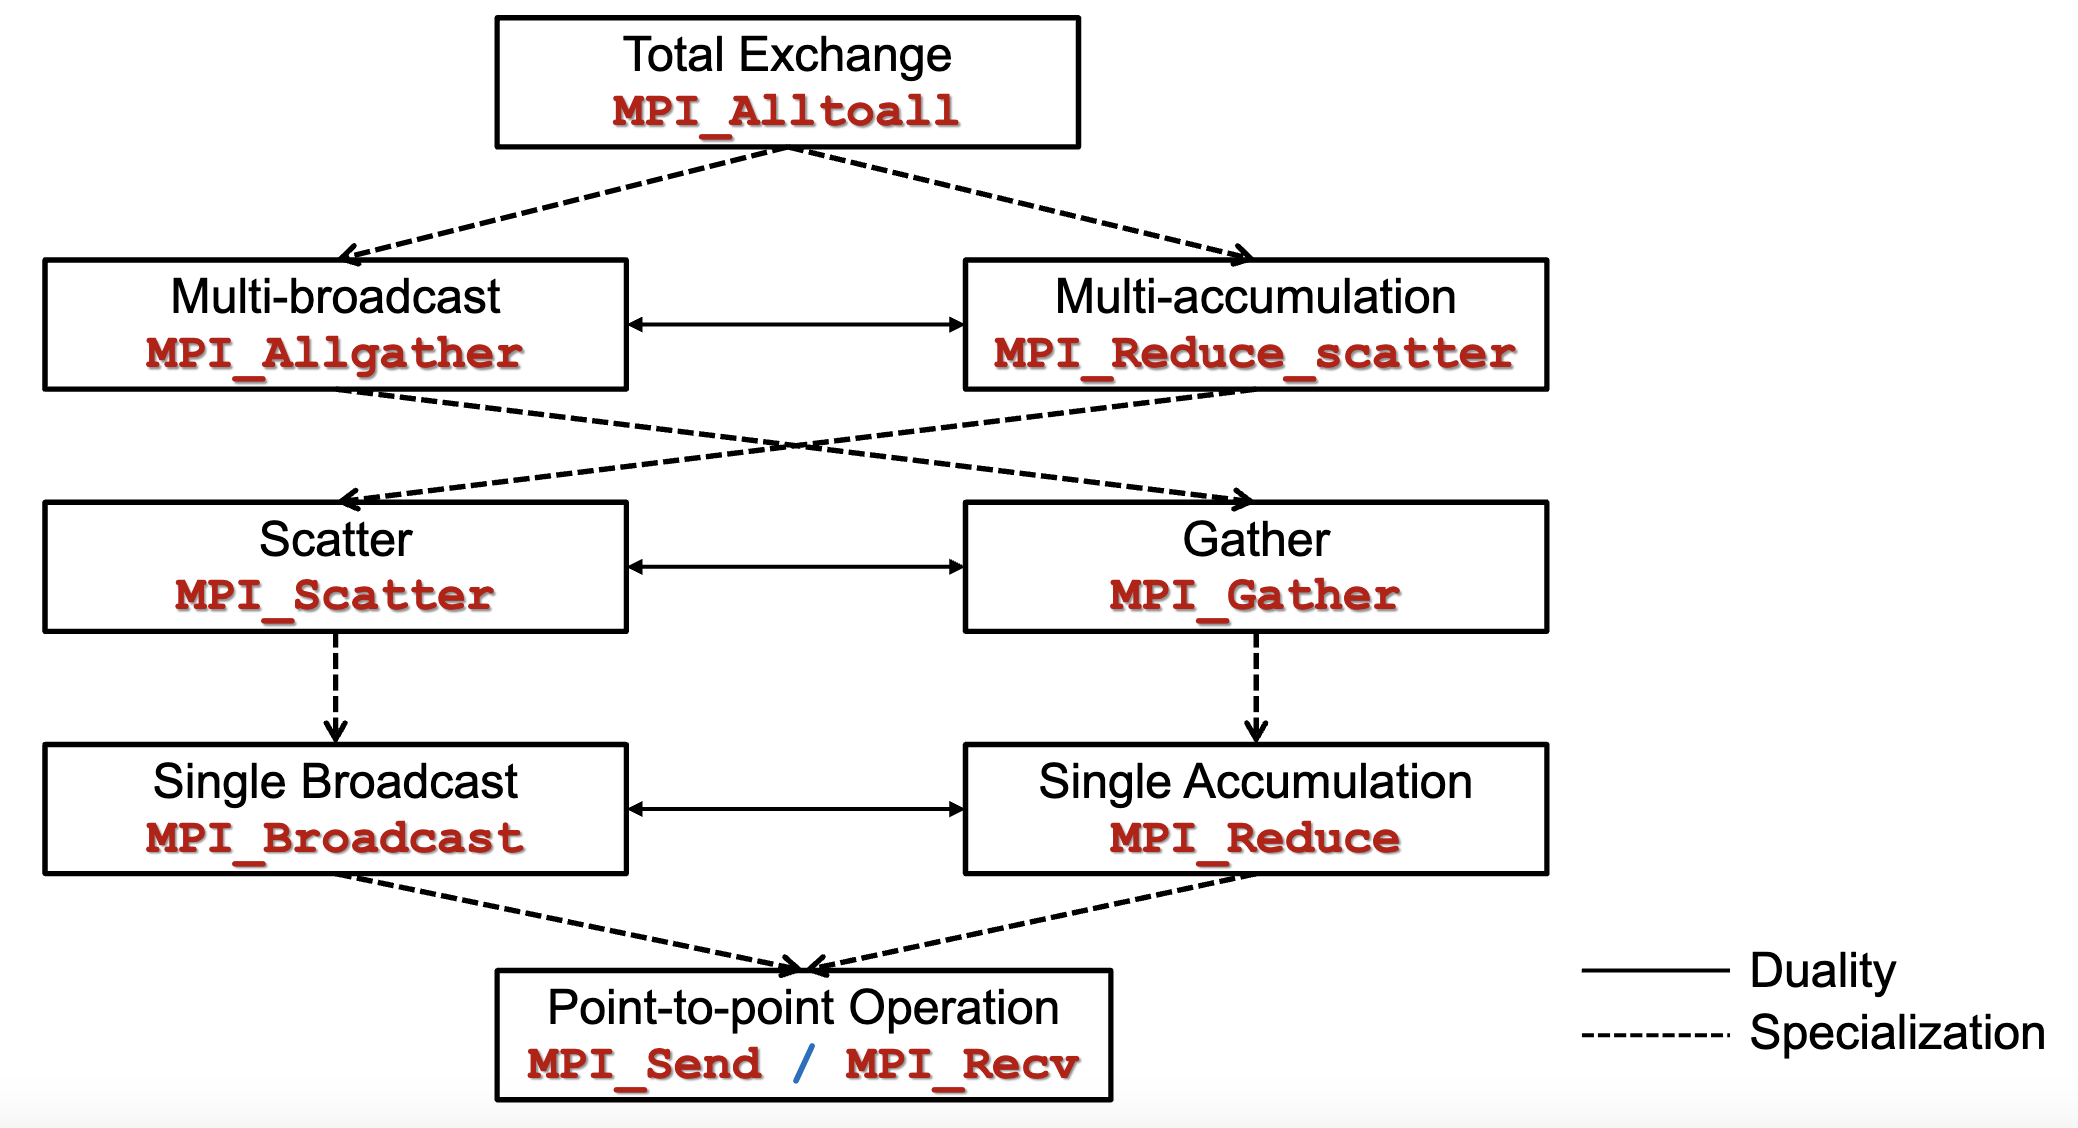 Total Exchange
MPI_Alltoall
Multi-broadcast
MPI_Allgather
Multi-accumulation
MPI_Reduce_scatter
Scatter
MPI_Scatter
Gather
MPI_Gather
Single Broadcast
MPI_Broadcast
Single Accumulation
MPI_Reduce
Point-to-point Operation
MPI_Send / MPI_Recv
Duality
Specialization